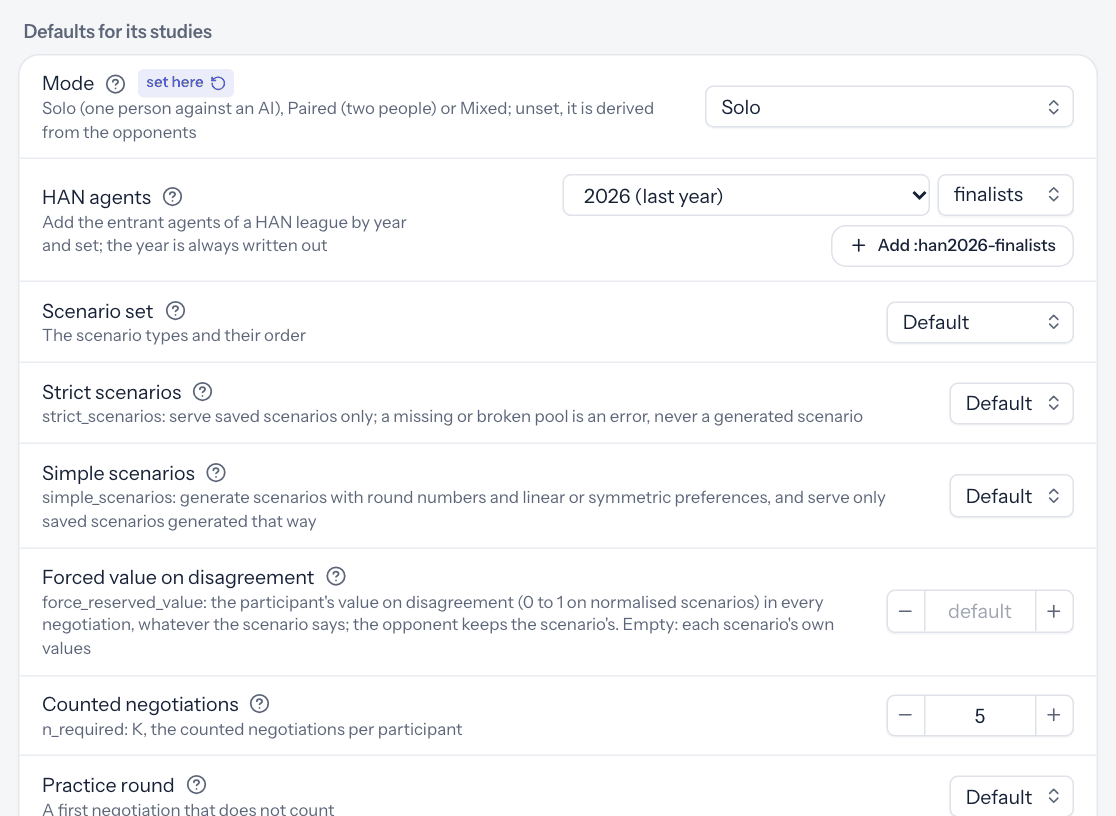 Defaults for its studies
Mode ? set here
Solo (one person against an AI), Paired (two people) or Mixed; unset, it is derived
from the opponents
Solo
HAN agents ?
Add the entrant agents of a HAN league by year
and set; the year is always written out
2026 (last year)
finalists
+ Add :han2026-finalists
Scenario set ?
The scenario types and their order
Default
Strict scenarios ?
strict_scenarios: serve saved scenarios only; a missing or broken pool is an error, never a generated scenario
Default
Simple scenarios ?
simple_scenarios: generate scenarios with round numbers and linear or symmetric preferences, and serve only
saved scenarios generated that way
Default
Forced value on disagreement ?
force_reserved_value: the participant's value on disagreement (0 to 1 on normalised scenarios) in every
negotiation, whatever the scenario says; the opponent keeps the scenario's. Empty: each scenario's own
values
− default +
Counted negotiations ?
n_required: K, the counted negotiations per participant
− 5 +
Practice round ?
A first negotiation that does not count
Default